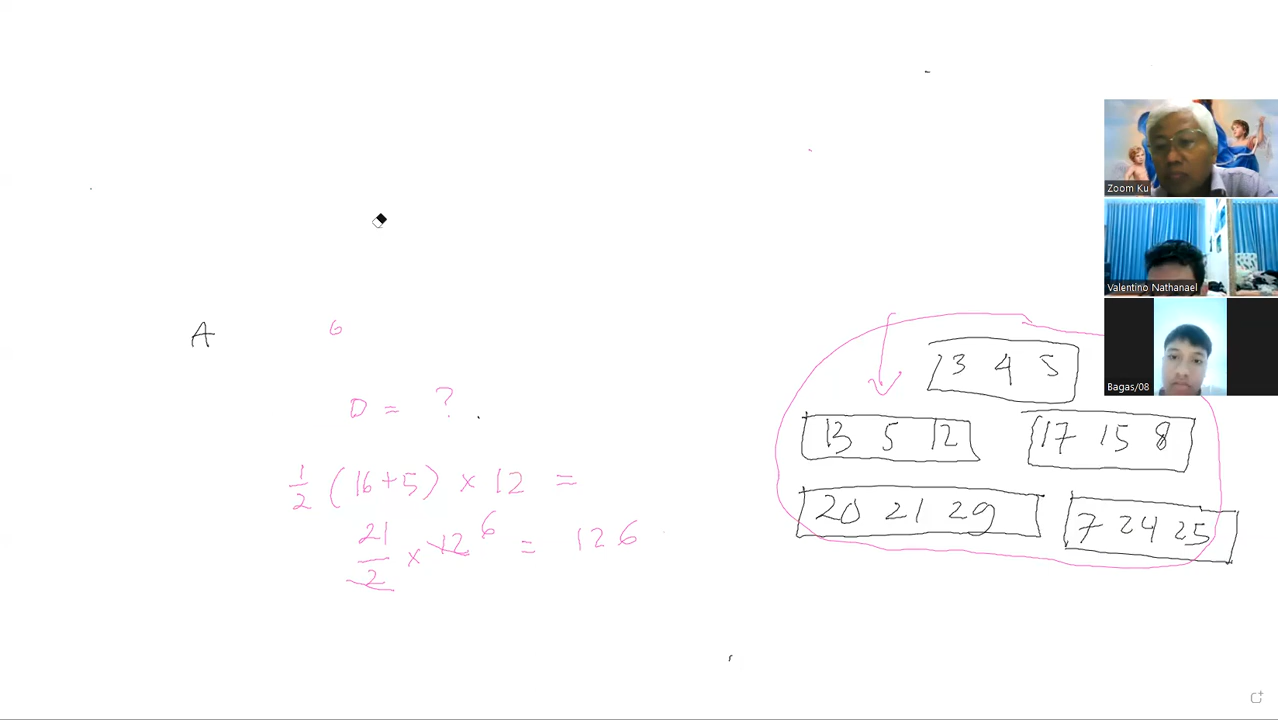 A
6
D = ?
1/2 (16+5) × 12 =
21/2 × 12 6 = 126
3 4 5
13 5 12
17 15 8
20 21 29
7 24 25
Zoom Ku
Valentino Nathanael
Bagas/08